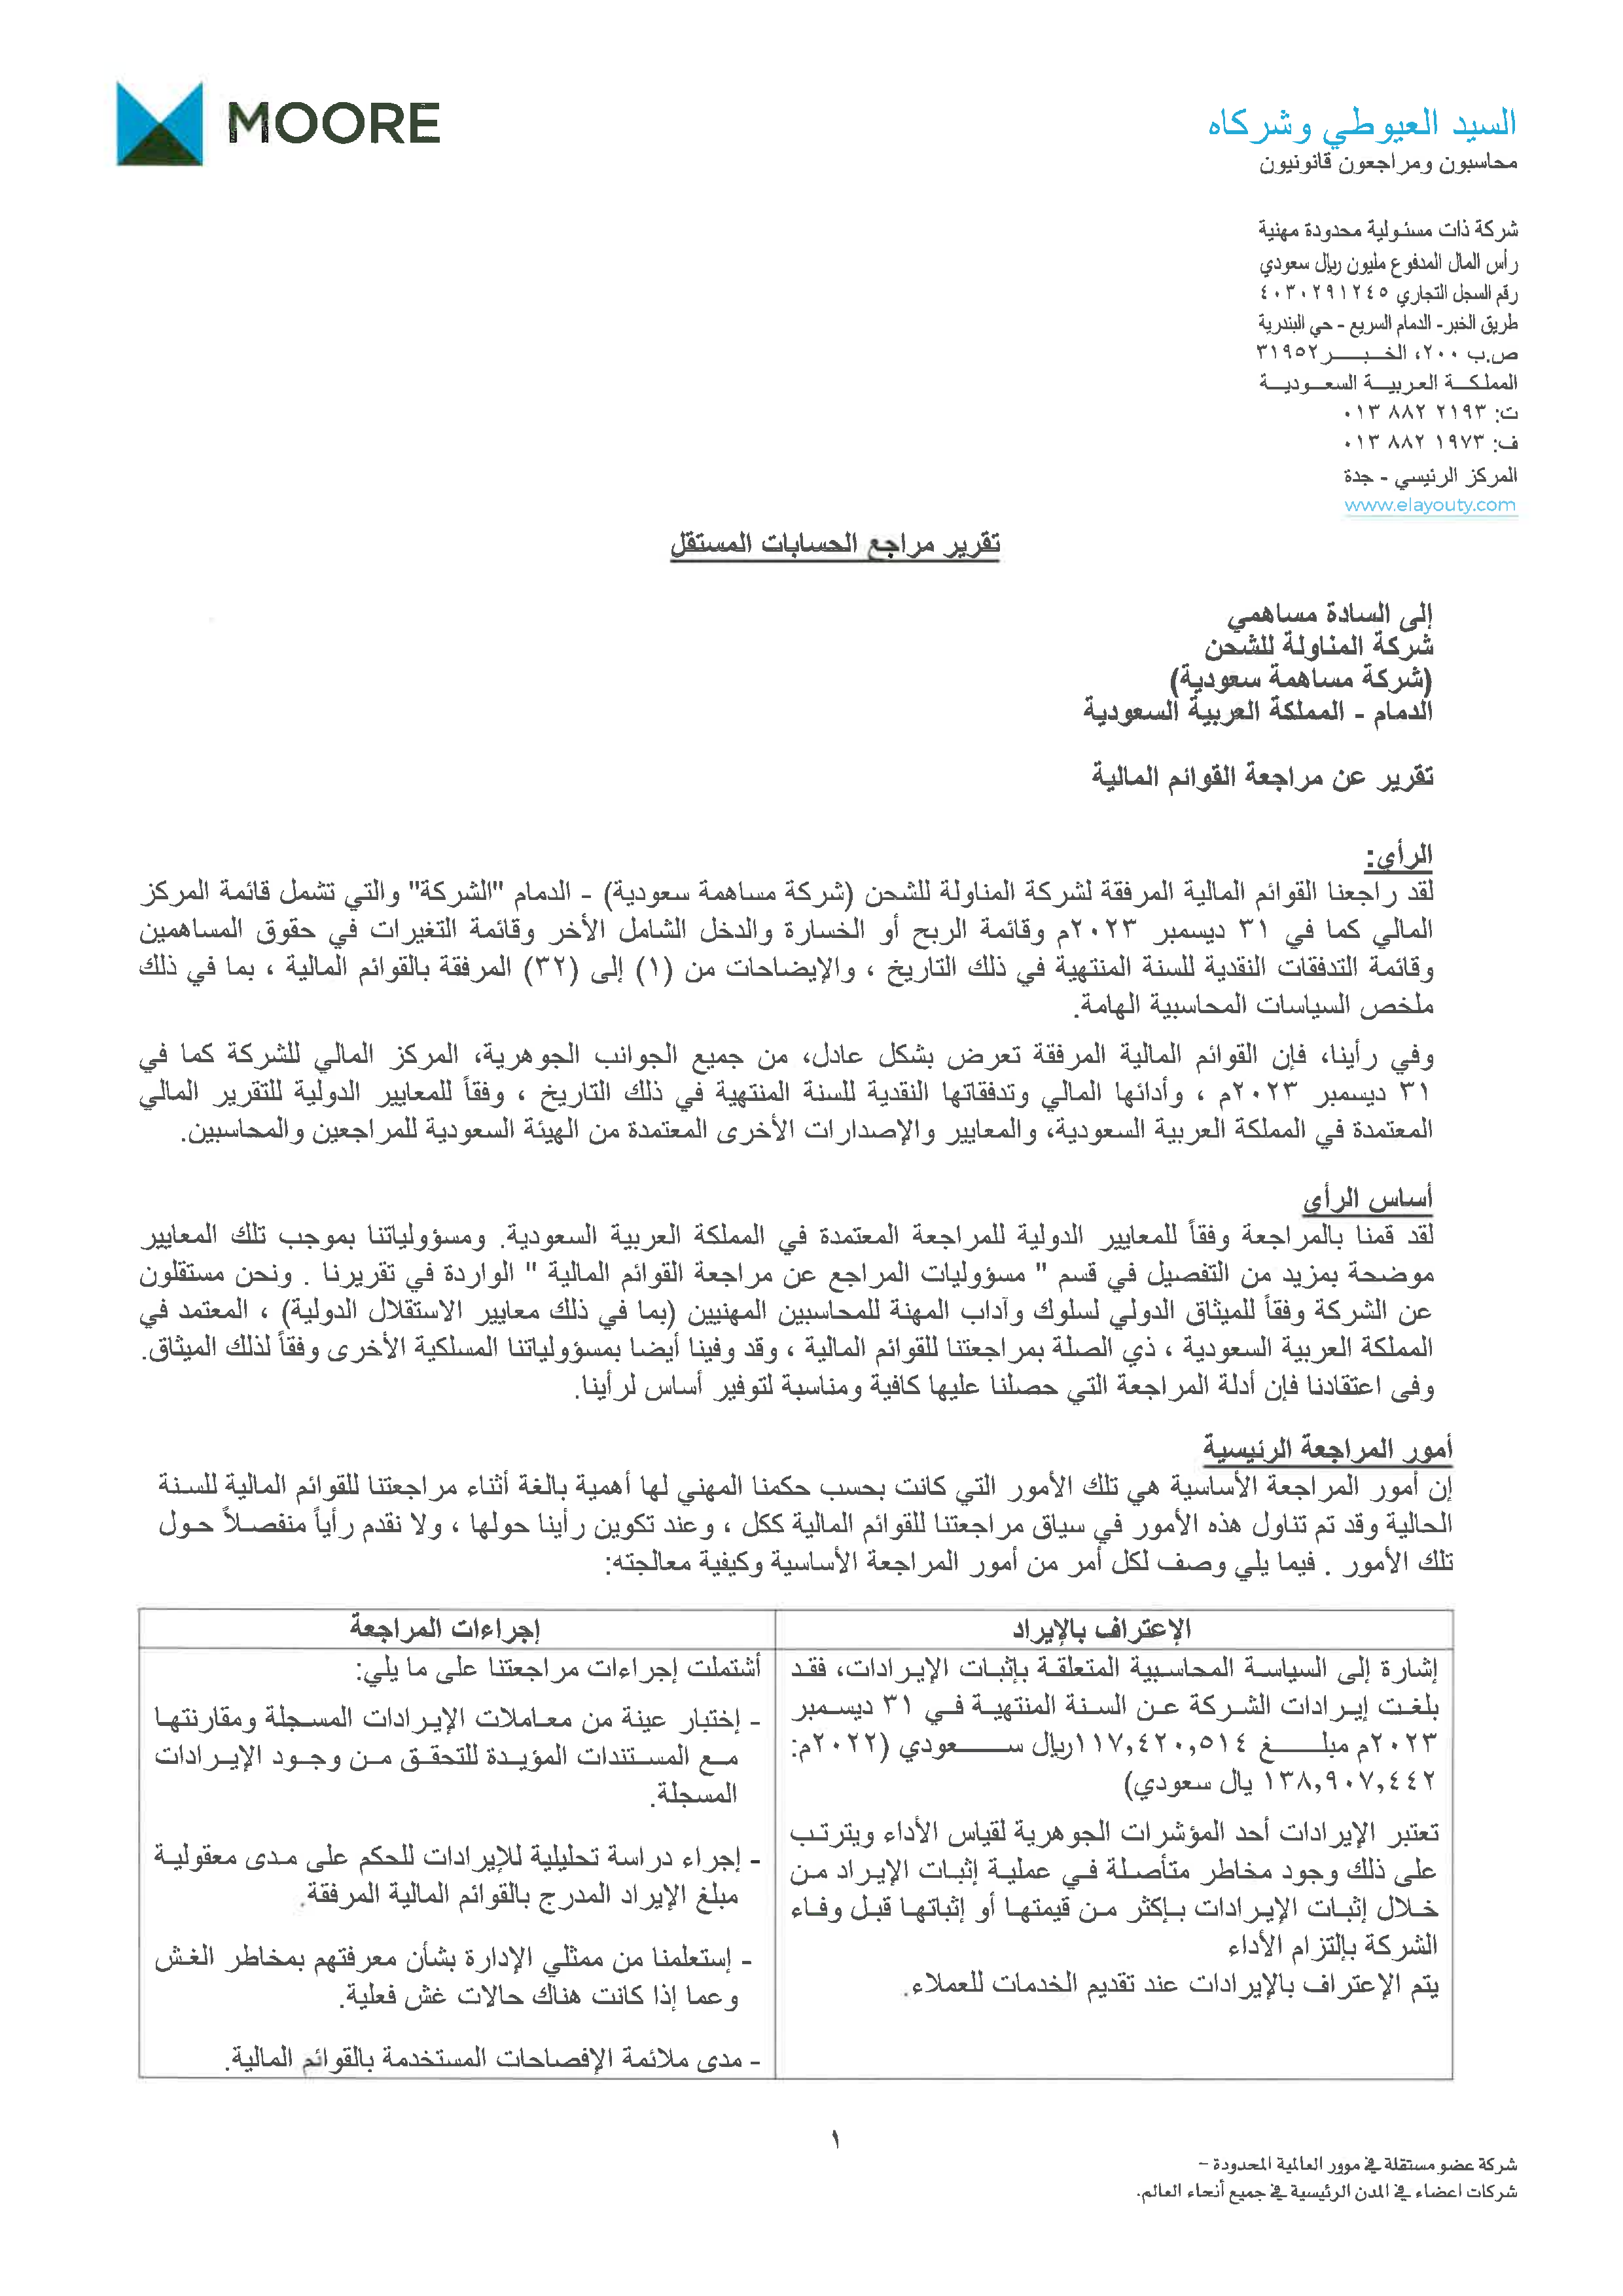 MOORE
السيد العيوطي وشركاه
محاسبون ومراجعون قانونيون
شركة ذات مسئولية محدودة مهنية
رأس المال المدفوع مليون ريال سعودي
رقم السجل التجاري ٤٠٣٠٢٩١٢٤٥
طريق الخبر- الدمام السريع - حي البندرية
ص.ب ٢٠٠، الخبر ٣١٩٥٢
المملكة العربية السعودية
ت: ٢١٩٣ ٨٨٢ ٠١٣
ف: ١٩٧٣ ٨٨٢ ٠١٣
المركز الرئيسي - جدة
www.elayouty.com
تقرير مراجع الحسابات المستقل
إلى السادة مساهمي
شركة المناولة للشحن
(شركة مساهمة سعودية)
الدمام - المملكة العربية السعودية
تقرير عن مراجعة القوائم المالية
الرأي:
لقد راجعنا القوائم المالية المرفقة لشركة المناولة للشحن (شركة مساهمة سعودية) - الدمام "الشركة" والتي تشمل قائمة المركز
المالي كما في ٣١ ديسمبر ٢٠٢٣م وقائمة الربح أو الخسارة والدخل الشامل الأخر وقائمة التغيرات في حقوق المساهمين
وقائمة التدفقات النقدية للسنة المنتهية في ذلك التاريخ ، والإيضاحات من (١) إلى (٣٢) المرفقة بالقوائم المالية ، بما في ذلك
ملخص السياسات المحاسبية الهامة.
وفي رأينا، فإن القوائم المالية المرفقة تعرض بشكل عادل، من جميع الجوانب الجوهرية، المركز المالي للشركة كما في
٣١ ديسمبر ٢٠٢٣م ، وأدائها المالي وتدفقاتها النقدية للسنة المنتهية في ذلك التاريخ ، وفقاً للمعايير الدولية للتقرير المالي
المعتمدة في المملكة العربية السعودية، والمعايير والإصدارات الأخرى المعتمدة من الهيئة السعودية للمراجعين والمحاسبين.
أساس الرأي
لقد قمنا بالمراجعة وفقاً للمعايير الدولية للمراجعة المعتمدة في المملكة العربية السعودية. ومسؤولياتنا بموجب تلك المعايير
موضحة بمزيد من التفصيل في قسم " مسؤوليات المراجع عن مراجعة القوائم المالية " الواردة في تقريرنا . ونحن مستقلون
عن الشركة وفقاً للميثاق الدولي لسلوك وآداب المهنة للمحاسبين المهنيين (بما في ذلك معايير الاستقلال الدولية) ، المعتمد في
المملكة العربية السعودية ، ذي الصلة بمراجعتنا للقوائم المالية ، وقد وفينا أيضا بمسؤولياتنا المسلكية الأخرى وفقاً لذلك الميثاق.
وفى اعتقادنا فإن أدلة المراجعة التي حصلنا عليها كافية ومناسبة لتوفير أساس لرأينا.
أمور المراجعة الرئيسية
إن أمور المراجعة الأساسية هي تلك الأمور التي كانت بحسب حكمنا المهني لها أهمية بالغة أثناء مراجعتنا للقوائم المالية للسنة
الحالية وقد تم تناول هذه الأمور في سياق مراجعتنا للقوائم المالية ككل ، وعند تكوين رأينا حولها ، ولا نقدم رأياً منفصلاً حول
تلك الأمور . فيما يلي وصف لكل أمر من أمور المراجعة الأساسية وكيفية معالجته:
الإعتراف بالإيراد
إشارة إلى السياسة المحاسبية المتعلقة بإثبات الإيرادات، فقد
بلغت إيرادات الشركة عن السنة المنتهية في ٣١ ديسمبر
٢٠٢٣م مبلغ ١١٧,٤٢٠,٥١٤ريال سعودي (٢٠٢٢م:
١٣٨,٩٠٧,٤٤٢ يال سعودي)
تعتبر الإيرادات أحد المؤشرات الجوهرية لقياس الأداء ويترتب
على ذلك وجود مخاطر متأصلة في عملية إثبات الإيراد من
خلال إثبات الإيرادات بإكثر من قيمتها أو إثباتها قبل وفاء
الشركة بإلتزام الأداء
يتم الإعتراف بالإيرادات عند تقديم الخدمات للعملاء.
إجراءات المراجعة
أشتملت إجراءات مراجعتنا على ما يلي:
- إختبار عينة من معاملات الإيرادات المسجلة ومقارنتها
مع المستندات المؤيدة للتحقق من وجود الإيرادات
المسجلة.
- إجراء دراسة تحليلية للإيرادات للحكم على مدى معقولية
مبلغ الإيراد المدرج بالقوائم المالية المرفقة.
- إستعلمنا من ممثلي الإدارة بشأن معرفتهم بمخاطر الغش
وعما إذا كانت هناك حالات غش فعلية.
- مدى ملائمة الإفصاحات المستخدمة بالقوائم المالية.
١
شركة عضو مستقلة في موور العالمية المحدودة –
شركات اعضاء في المدن الرئيسية في جميع أنحاء العالم.